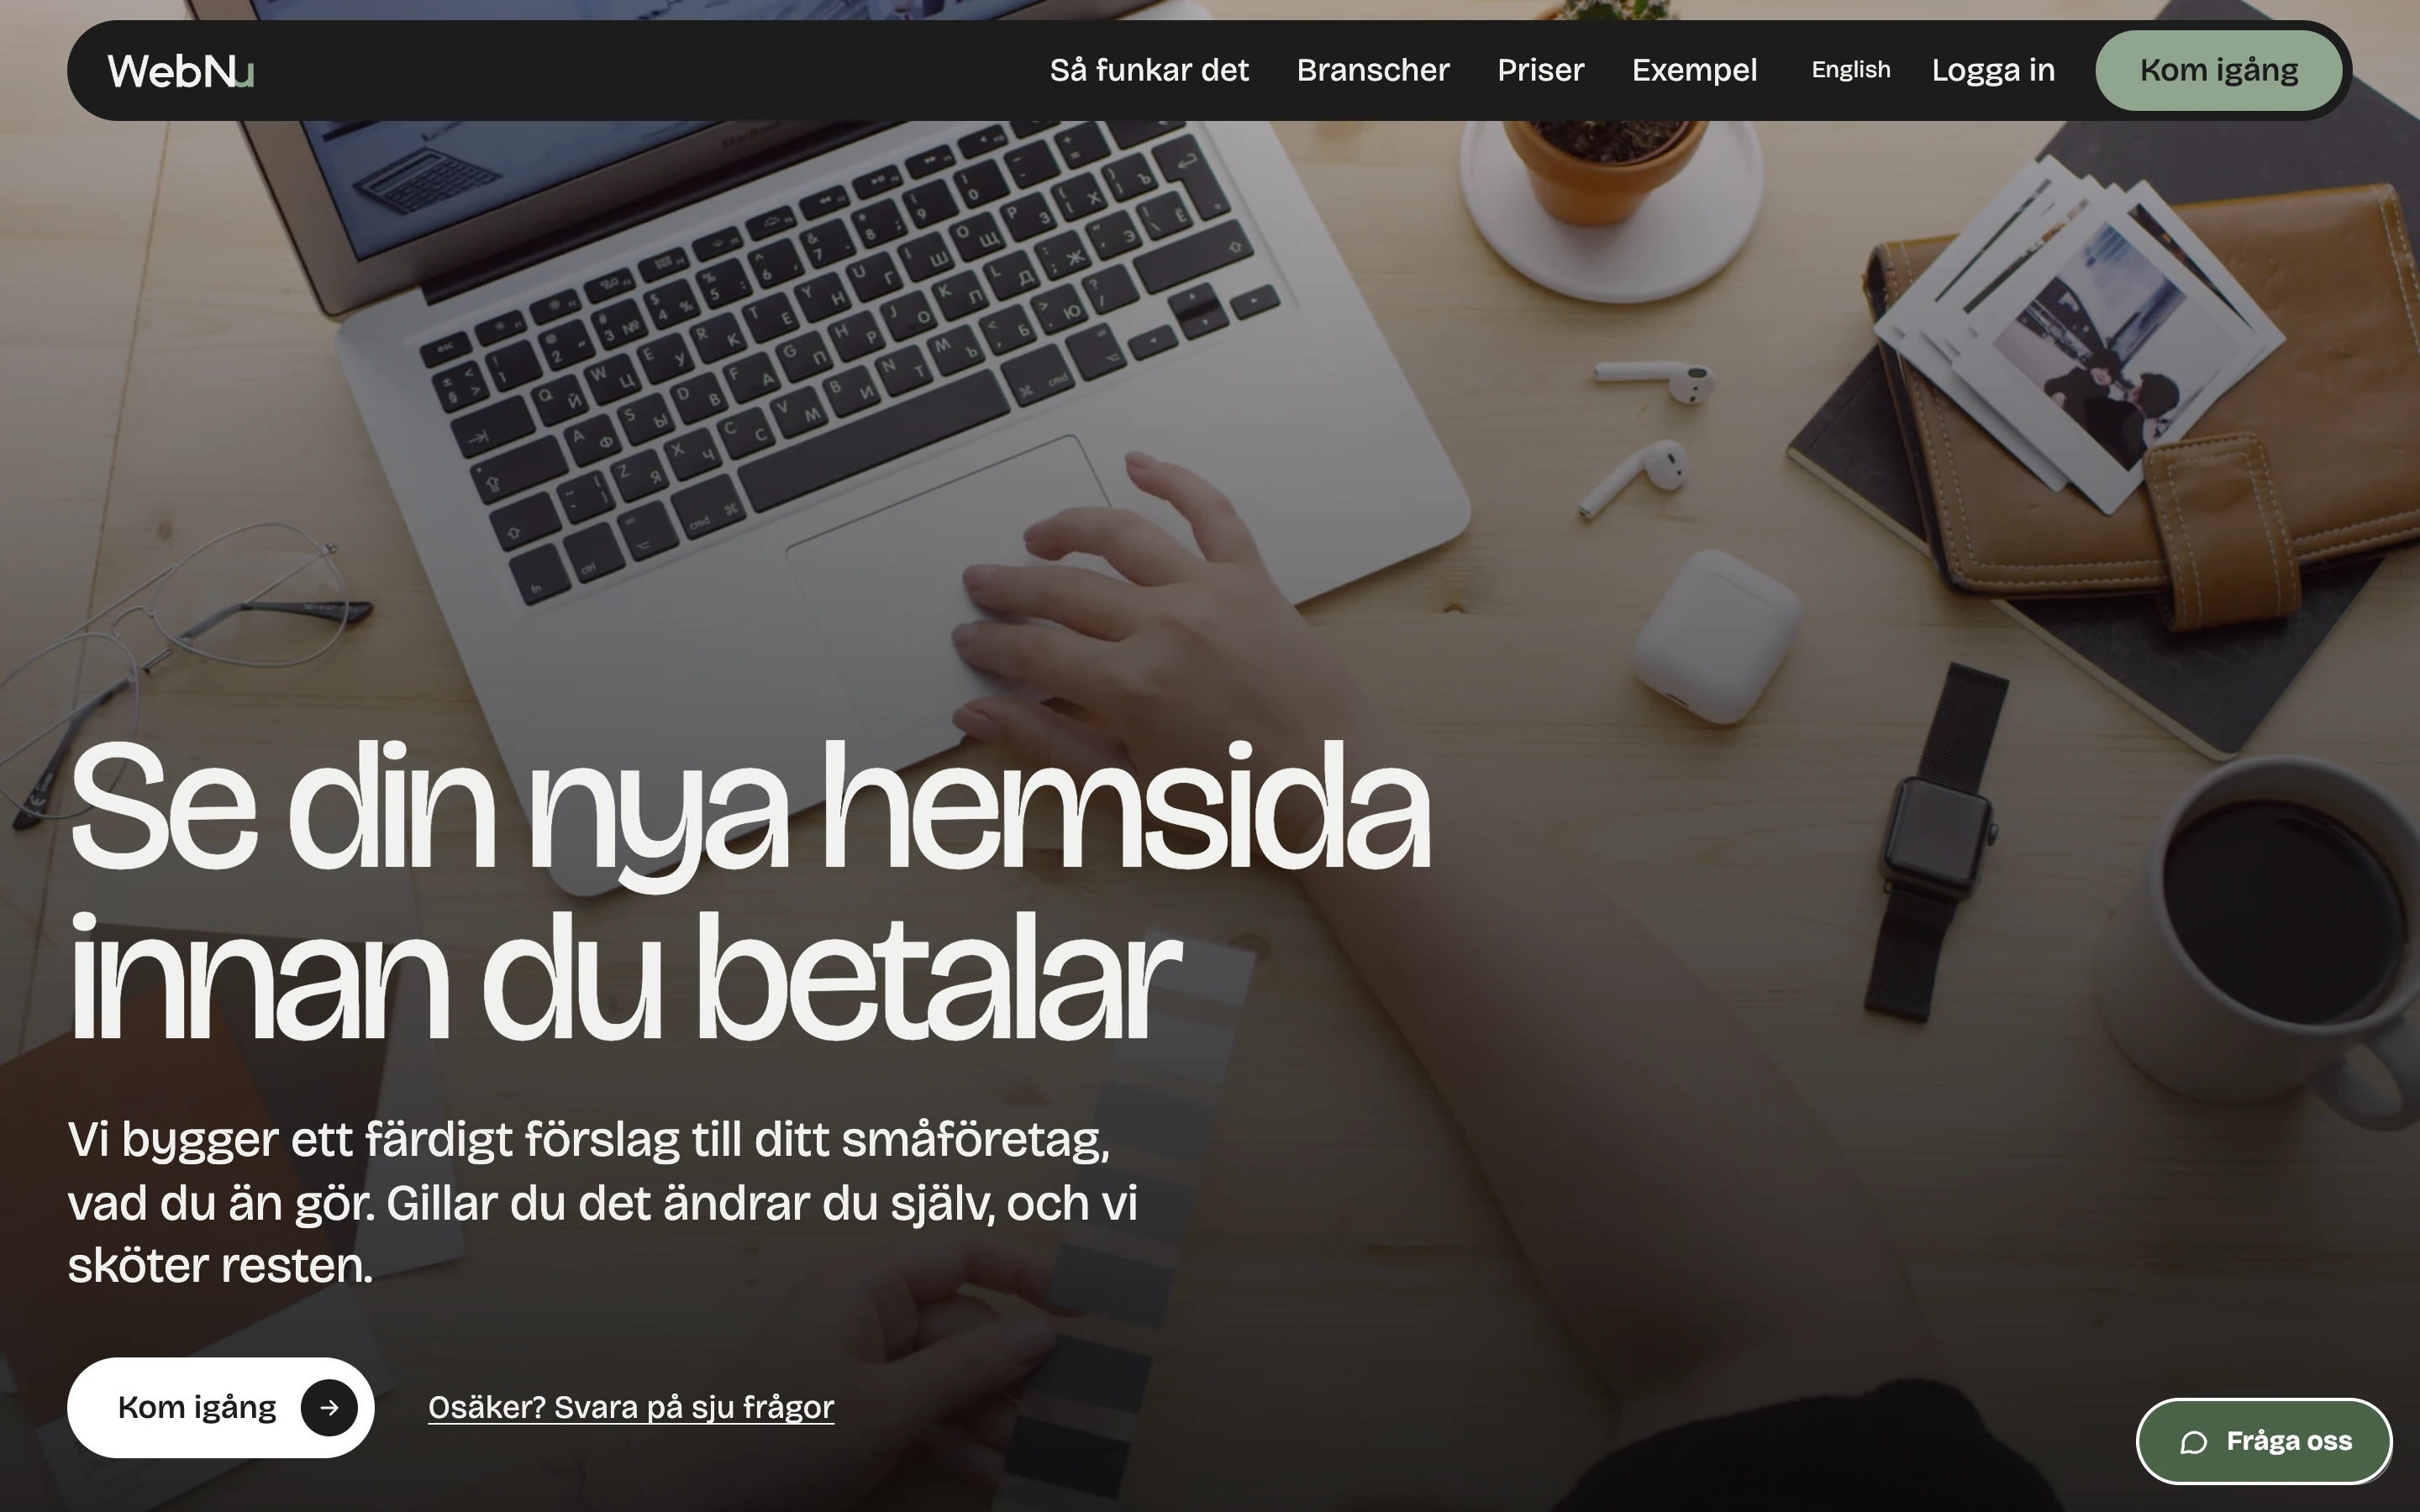 WebNu
Så funkar det
Branscher
Priser
Exempel
English
Logga in
Kom igång
Se din nya hemsida
innan du betalar
Vi bygger ett färdigt förslag till ditt småföretag,
vad du än gör. Gillar du det ändrar du själv, och vi
sköter resten.
Kom igång
Osäker? Svara på sju frågor
Fråga oss